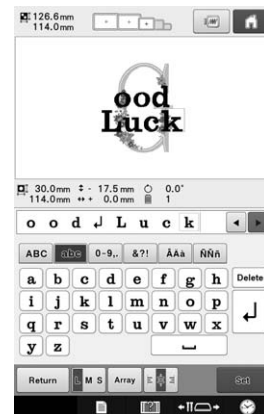 126.6mm
114.0mm
G
ood
Luck
30.0mm - 17.5mm 0.0°
114.0mm + 0.0mm 1
o o d ↲ L u c k
ABC abc 0-9,. &?! ÄAà ÑÑñ
a b c d e f g h Delete
i j k l m n o p
q r s t u v w x
y z
Return L M S Array Set